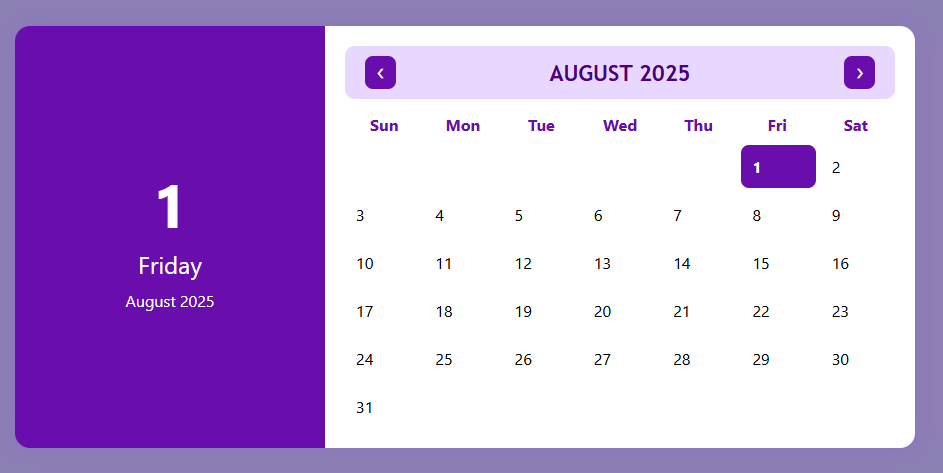 1
Friday
August 2025
‹ AUGUST 2025 ›
Sun Mon Tue Wed Thu Fri Sat
1 2
3 4 5 6 7 8 9
10 11 12 13 14 15 16
17 18 19 20 21 22 23
24 25 26 27 28 29 30
31